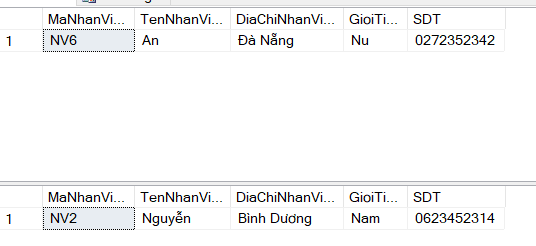 MaNhanVi... TenNhanVi... DiaChiNhanVi... GioiTi... SDT
1 NV6 An Đà Nẵng Nu 0272352342
MaNhanVi... TenNhanVi... DiaChiNhanVi... GioiTi... SDT
1 NV2 Nguyễn Bình Dương Nam 0623452314